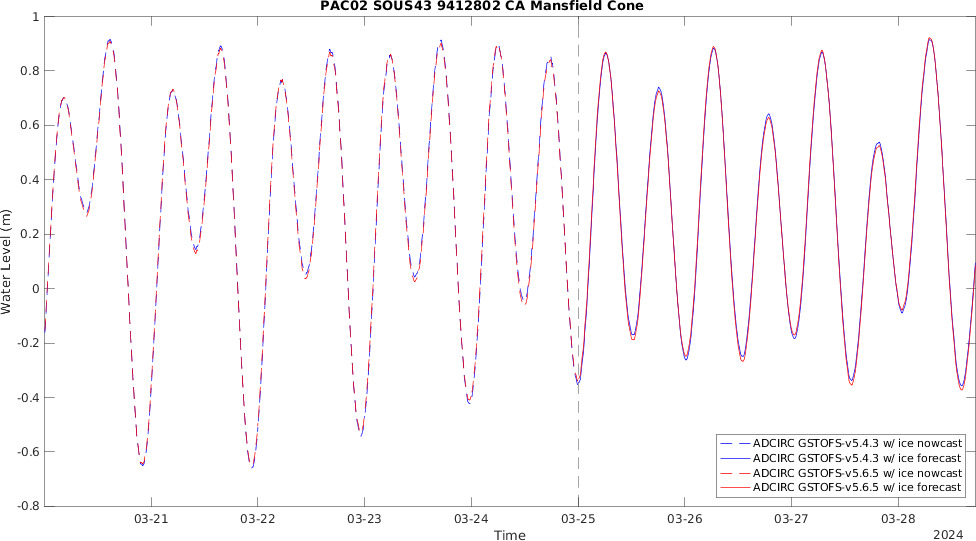 PAC02 SOUS43 9412802 CA Mansfield Cone
1
0.8
0.6
0.4
0.2
0
-0.2
-0.4
-0.6
-0.8
Water Level (m)
03-21 03-22 03-23 03-24 03-25 03-26 03-27 03-28
Time
2024
ADCIRC GSTOFS-v5.4.3 w/ ice nowcast
ADCIRC GSTOFS-v5.4.3 w/ ice forecast
ADCIRC GSTOFS-v5.6.5 w/ ice nowcast
ADCIRC GSTOFS-v5.6.5 w/ ice forecast